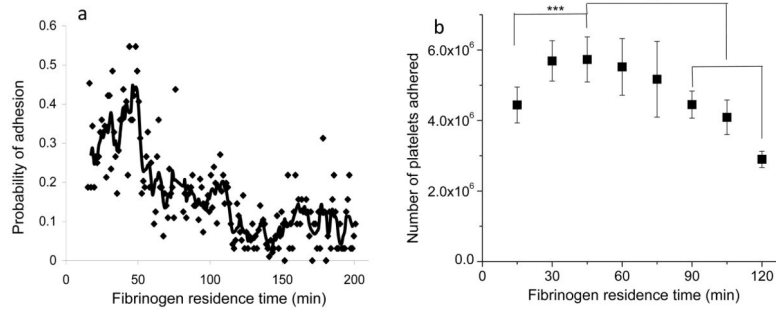 a
0.6
0.5
0.4
0.3
0.2
0.1
0
0 50 100 150 200
Probability of adhesion
Fibrinogen residence time (min)
b
***
6.0x10⁶
4.0x10⁶
2.0x10⁶
0.0
0 30 60 90 120
Number of platelets adhered
Fibrinogen residence time (min)